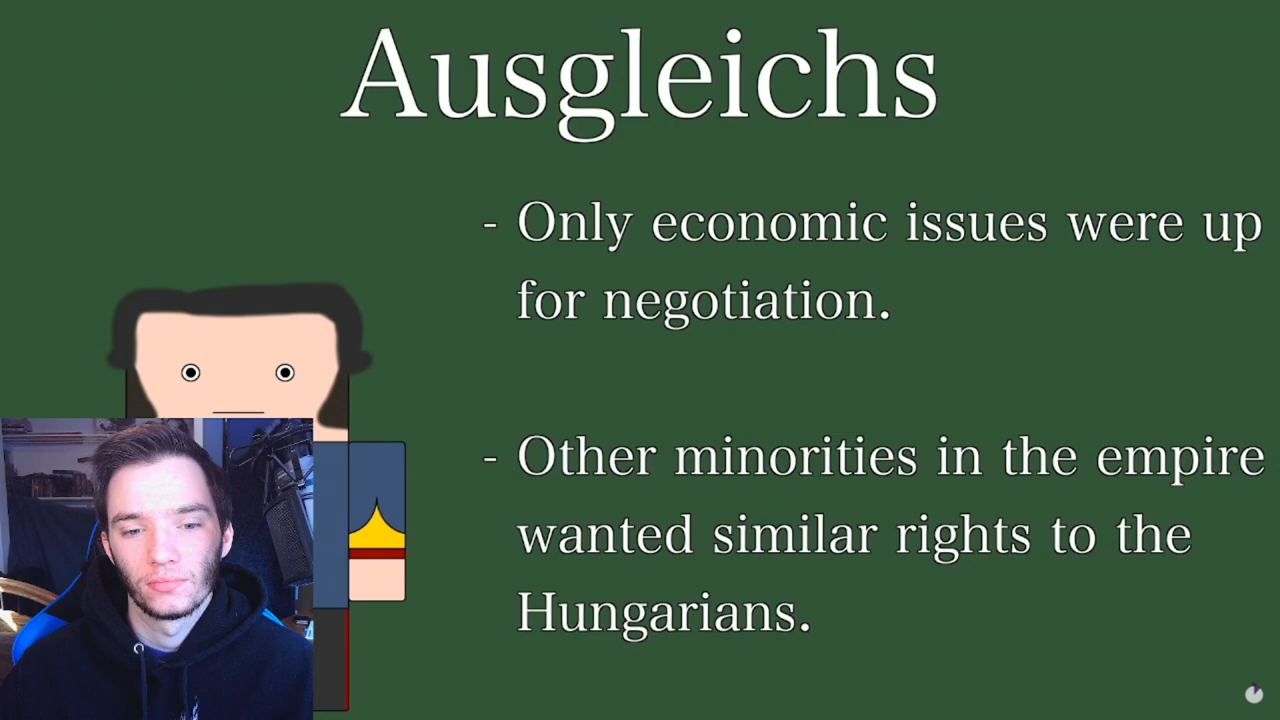 Ausgleichs
- Only economic issues were up
for negotiation.
- Other minorities in the empire
wanted similar rights to the
Hungarians.